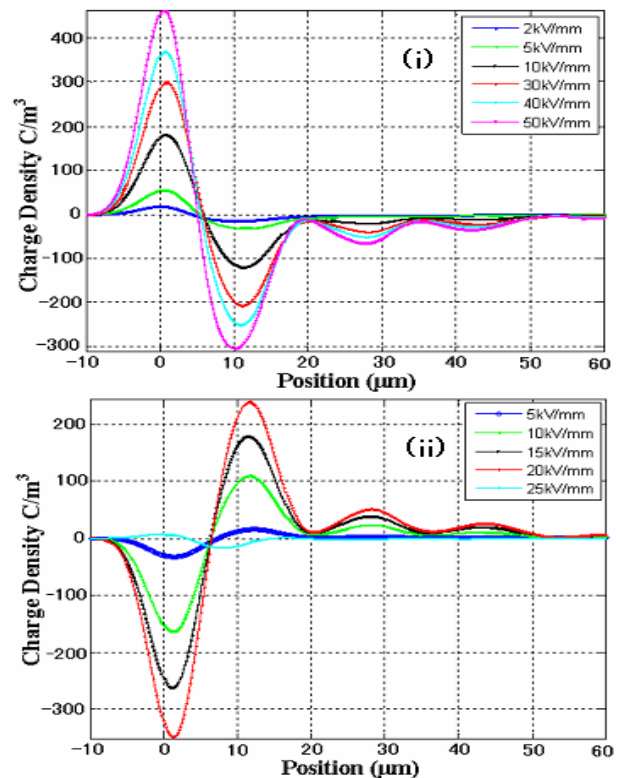 (i)
2kV/mm
5kV/mm
10kV/mm
30kV/mm
40kV/mm
50kV/mm
Charge Density C/m³
400
300
200
100
0
-100
-200
-300
-10 0 10 20 30 40 50 60
Position (µm)
(ii)
5kV/mm
10kV/mm
15kV/mm
20kV/mm
25kV/mm
Charge Density C/m³
200
100
0
-100
-200
-300
-10 0 10 20 30 40 50 60
Position (µm)